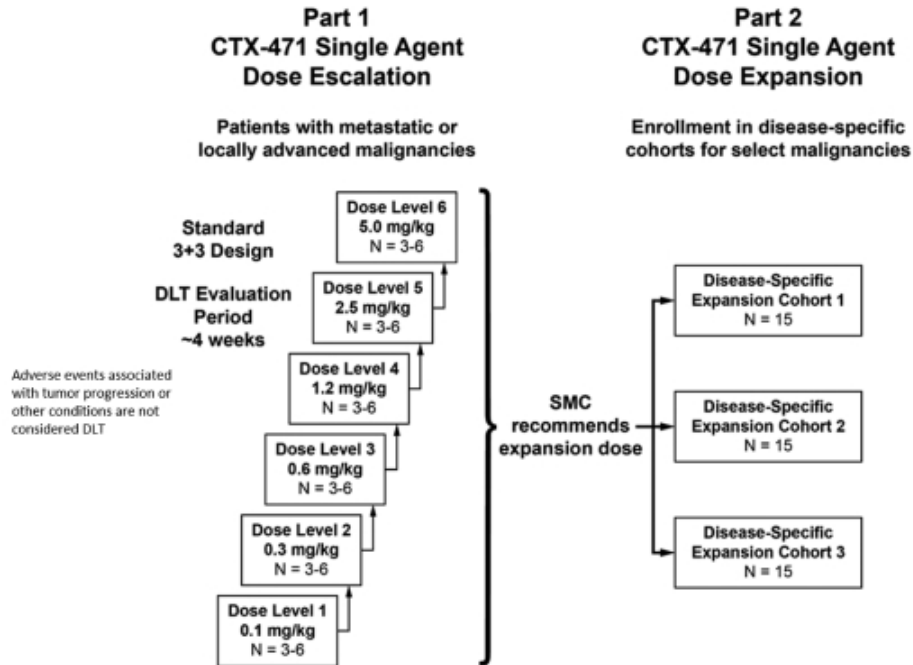 Part 1
CTX-471 Single Agent
Dose Escalation
Patients with metastatic or
locally advanced malignancies
Standard
3+3 Design
DLT Evaluation
Period
~4 weeks
Adverse events associated
with tumor progression or
other conditions are not
considered DLT
Dose Level 6
5.0 mg/kg
N = 3-6
Dose Level 5
2.5 mg/kg
N = 3-6
Dose Level 4
1.2 mg/kg
N = 3-6
Dose Level 3
0.6 mg/kg
N = 3-6
Dose Level 2
0.3 mg/kg
N = 3-6
Dose Level 1
0.1 mg/kg
N = 3-6
SMC
recommends
expansion dose
Part 2
CTX-471 Single Agent
Dose Expansion
Enrollment in disease-specific
cohorts for select malignancies
Disease-Specific
Expansion Cohort 1
N = 15
Disease-Specific
Expansion Cohort 2
N = 15
Disease-Specific
Expansion Cohort 3
N = 15